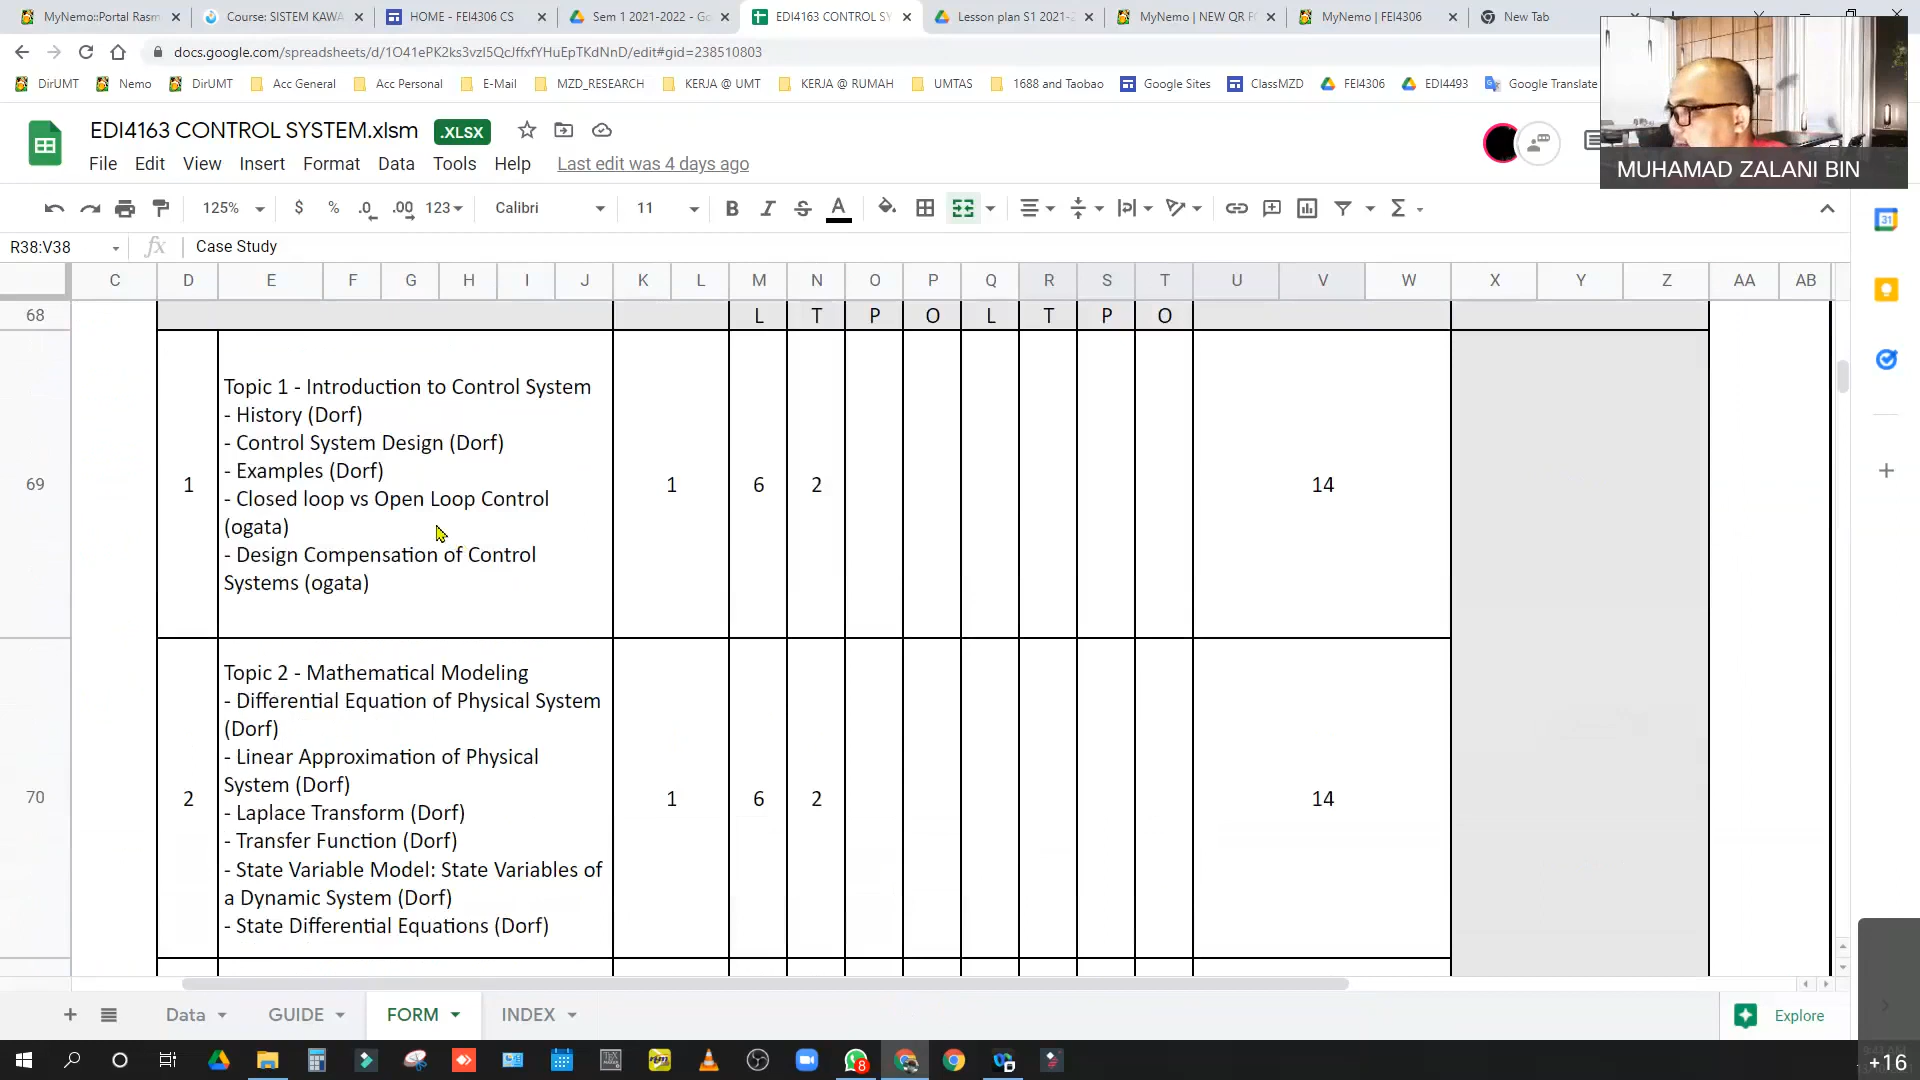 MyNemo::Portal Rasm
Course: SISTEM KAWA
HOME - FEI4306 CS
Sem 1 2021-2022 - Go
EDI4163 CONTROL SY
Lesson plan S1 2021-2
MyNemo | NEW QR F
MyNemo | FEI4306
New Tab
docs.google.com/spreadsheets/d/1O41ePK2ks3vzI5QcJffxfYHuEpTKdNnD/edit#gid=238510803
DirUMT Nemo DirUMT Acc General Acc Personal E-Mail MZD_RESEARCH KERJA @ UMT KERJA @ RUMAH UMTAS 1688 and Taobao Google Sites ClassMZD FEI4306 EDI4493 Google Translate
EDI4163 CONTROL SYSTEM.xlsm .XLSX
File Edit View Insert Format Data Tools Help Last edit was 4 days ago
MUHAMAD ZALANI BIN
125% $ % .0 .00 123 Calibri 11 B I S A Σ
R38:V38 fx Case Study
C D E F G H I J K L M N O P Q R S T U V W X Y Z AA AB
68 L T P O L T P O
Topic 1 - Introduction to Control System
- History (Dorf)
- Control System Design (Dorf)
- Examples (Dorf)
69 1 1 6 2 14
- Closed loop vs Open Loop Control
(ogata)
- Design Compensation of Control
Systems (ogata)
Topic 2 - Mathematical Modeling
- Differential Equation of Physical System
(Dorf)
- Linear Approximation of Physical
System (Dorf)
70 2 1 6 2 14
- Laplace Transform (Dorf)
- Transfer Function (Dorf)
- State Variable Model: State Variables of
a Dynamic System (Dorf)
- State Differential Equations (Dorf)
Data GUIDE FORM INDEX Explore
8
+16